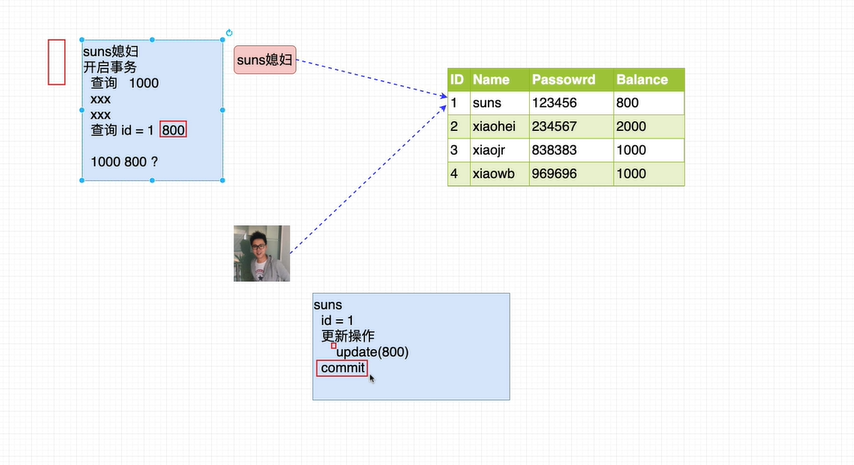 suns媳妇
开启事务
查询 1000
xxx
xxx
查询 id = 1 800
1000 800 ?
suns媳妇
ID Name Passowrd Balance
1 suns 123456 800
2 xiaohei 234567 2000
3 xiaojr 838383 1000
4 xiaowb 969696 1000
suns
id = 1
更新操作
update(800)
commit